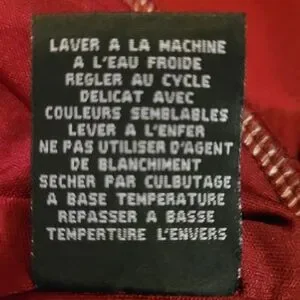 LAVER A LA MACHINE
A L'EAU FROIDE
REGLER AU CYCLE
DELICAT AVEC
COULEURS SEMBLABLES
LEVER A L'ENFER
NE PAS UTILISER D'AGENT
DE BLANCHIMENT
SECHER PAR CULBUTAGE
A BASE TEMPERATURE
REPASSER A BASSE
TEMPERTURE L'ENVERS